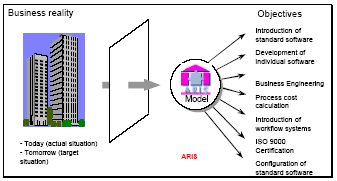 Business reality
Objectives
Introduction of
standard software
Development of
individual software
Business Engineering
Process cost
calculation
Introduction of
workflow systems
ISO 9000
Certification
Configuration of
standard software
ARIS
Model
- Today (actual situation)
- Tomorrow (target
situation)
ARIS